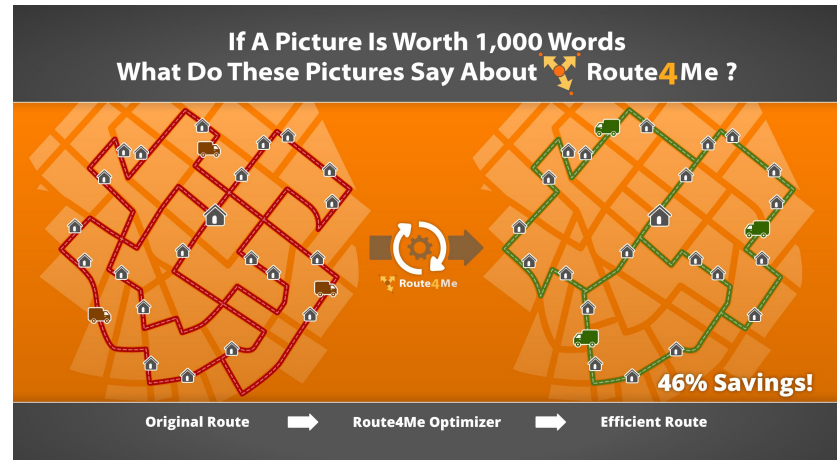 If A Picture Is Worth 1,000 Words
What Do These Pictures Say About Route4Me ?
Route4Me
46% Savings!
Original Route
Route4Me Optimizer
Efficient Route